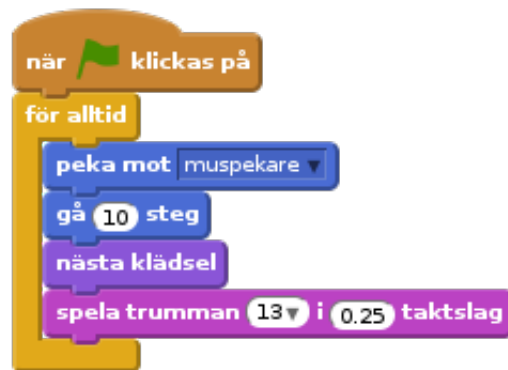 när klickas på
för alltid
peka mot muspekare
gå 10 steg
nästa klädsel
spela trumman 13 i 0.25 taktslag